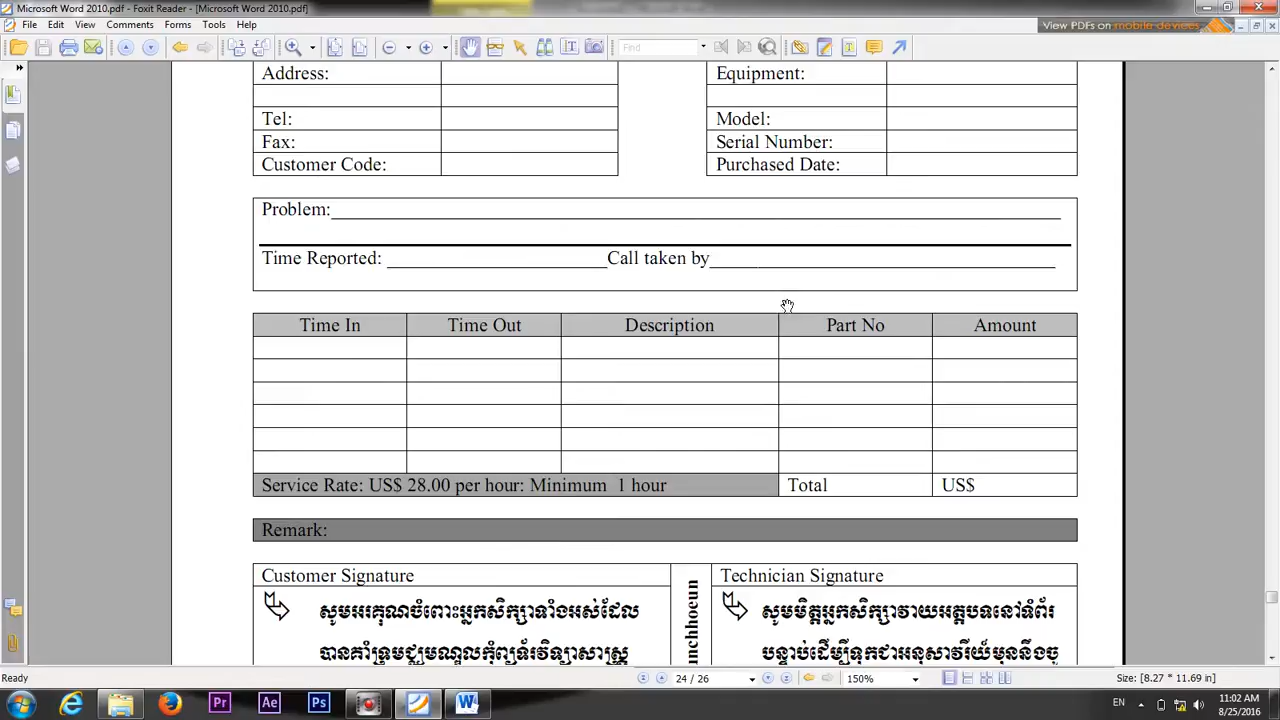 Microsoft Word 2010.pdf - Foxit Reader - [Microsoft Word 2010.pdf]
File Edit View Comments Forms Tools Help
View PDFs on mobile devices
Find
Address: Equipment:
Tel: Model:
Fax: Serial Number:
Customer Code: Purchased Date:
Problem:
Time Reported: Call taken by
Time In Time Out Description Part No Amount
Service Rate: US$ 28.00 per hour: Minimum 1 hour Total US$
Remark:
Customer Signature Technician Signature
សូមអរគុណចំពោះអ្នកសិក្សាទាំងអស់ដែល សូមមិត្តអ្នកសិក្សាវាយអត្ថបទនៅទំព័រ
បានគាំទ្រមជ្ឈមណ្ឌលកុំព្យូទ័រវិទ្យាសាស្ត្រ បន្ទាប់ដើម្បីទុកជាអនុសាវរីយ៍មុននឹងចូ
Ready 24 / 26 150% Size: [8.27 * 11.69 in]
Pr Ae Ps
EN 11:02 AM
8/25/2016